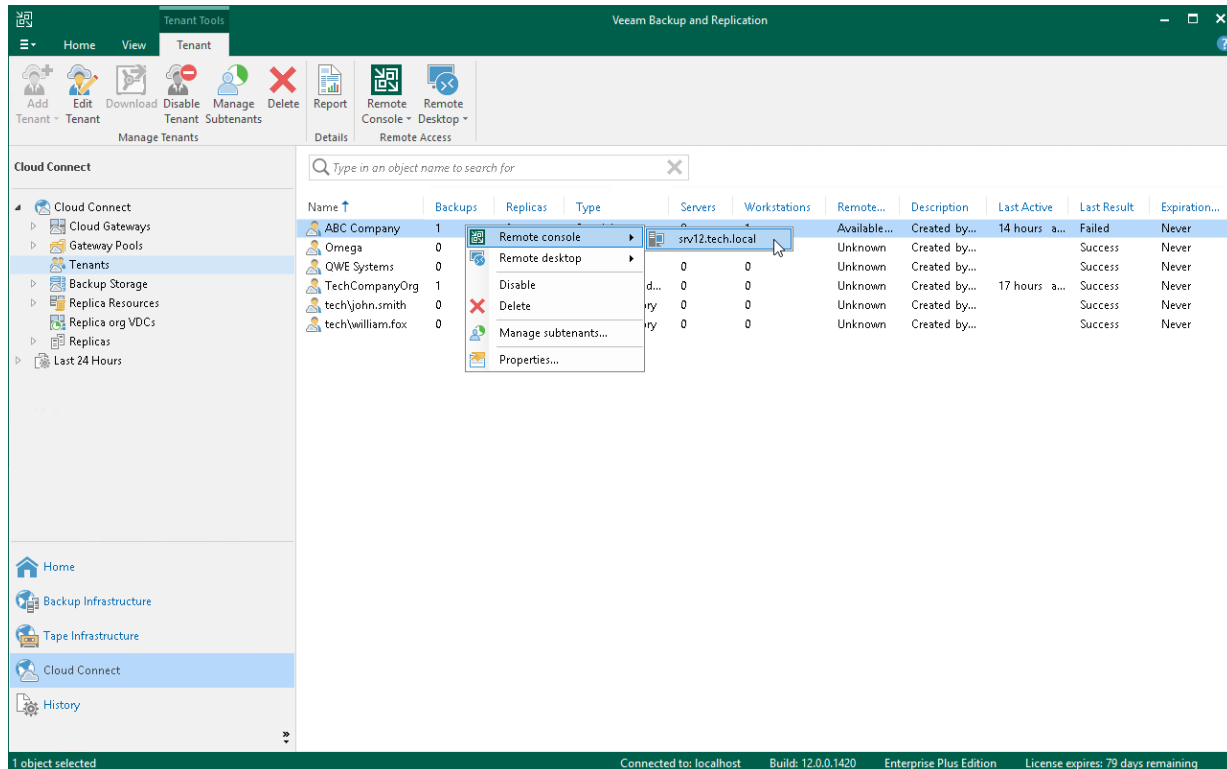 Tenant Tools
Veeam Backup and Replication
Home View Tenant
Add Tenant Edit Tenant Download Disable Tenant Manage Subtenants Delete Report Remote Console Remote Desktop
Manage Tenants Details Remote Access
Cloud Connect
Type in an object name to search for
Cloud Connect
Cloud Gateways
Gateway Pools
Tenants
Backup Storage
Replica Resources
Replica org VDCs
Replicas
Last 24 Hours
Name Backups Replicas Type Servers Workstations Remote... Description Last Active Last Result Expiration...
ABC Company 1 Available... Created by... 14 hours a... Failed Never
Omega 0 Unknown Created by... Success Never
QWE Systems 0 0 0 Unknown Created by... Success Never
TechCompanyOrg 1 d... 0 0 Unknown Created by... 17 hours a... Success Never
tech\john.smith 0 ry 0 0 Unknown Created by... Success Never
tech\william.fox 0 ry 0 0 Unknown Created by... Success Never
Remote console
srv12.tech.local
Remote desktop
Disable
Delete
Manage subtenants...
Properties...
Home
Backup Infrastructure
Tape Infrastructure
Cloud Connect
History
1 object selected Connected to: localhost Build: 12.0.0.1420 Enterprise Plus Edition License expires: 79 days remaining